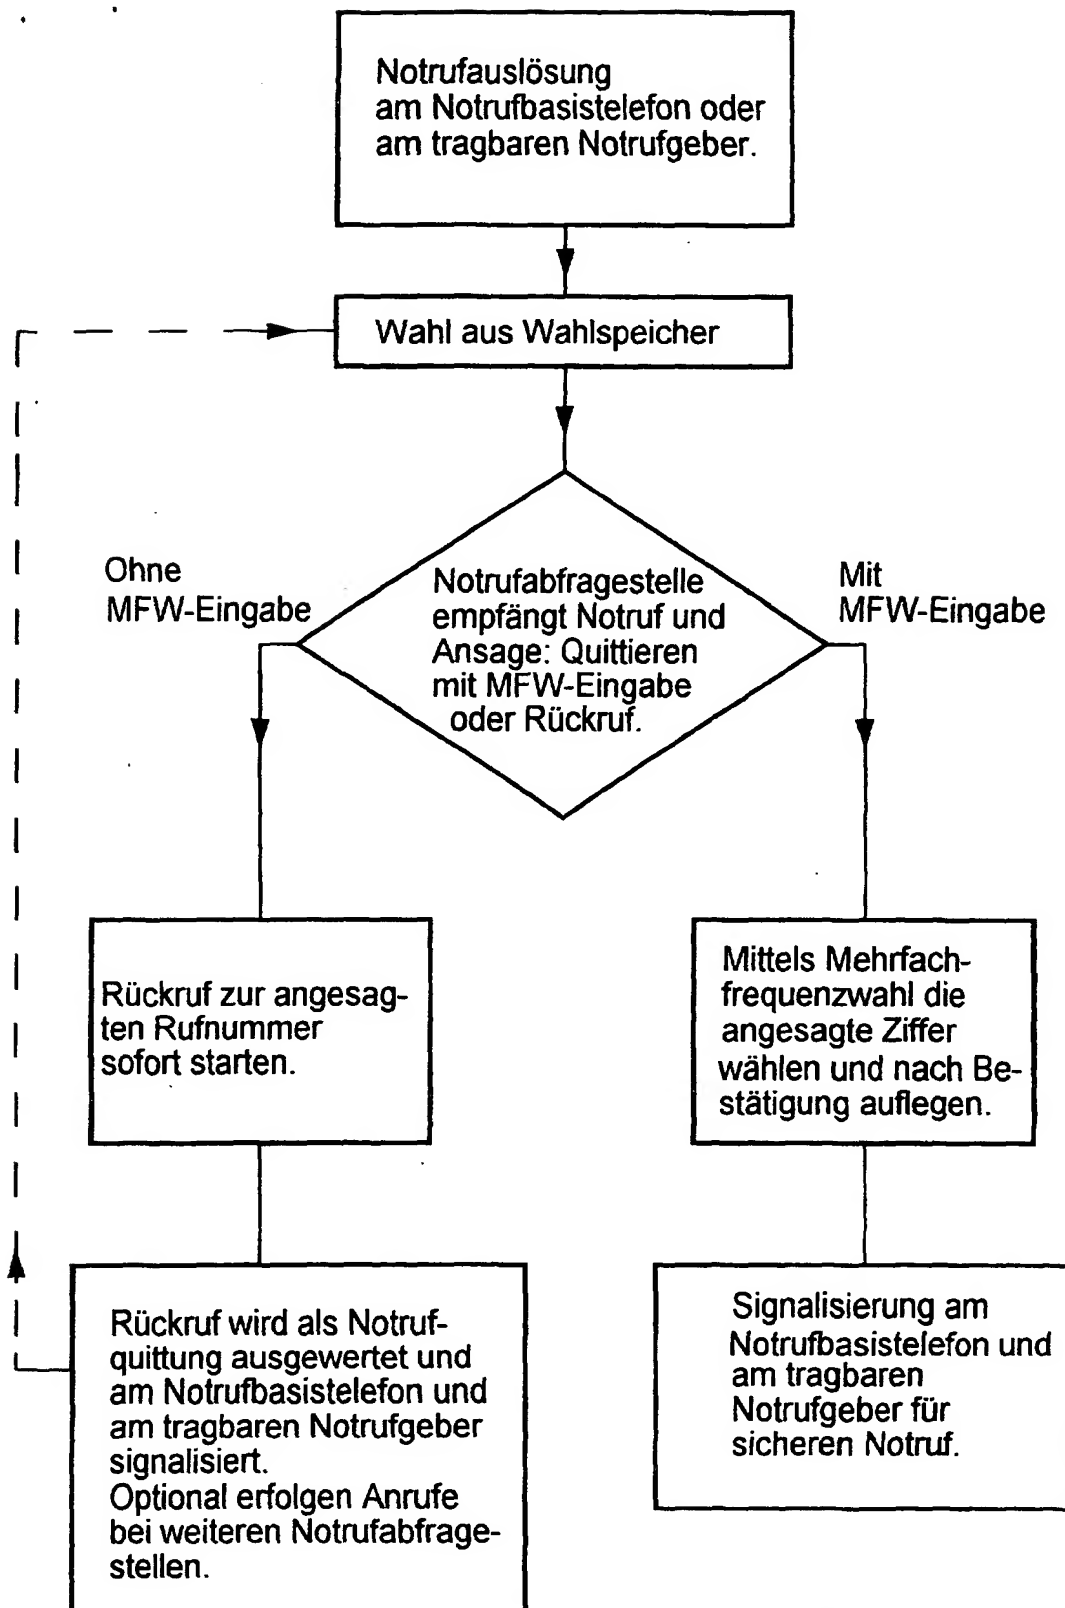 Notrufauslösung
am Notrufbasistelefon oder
am tragbaren Notrufgeber.
Wahl aus Wahlspeicher
Ohne
MFW-Eingabe
Notrufabfragestelle
empfängt Notruf und
Ansage: Quittieren
mit MFW-Eingabe
oder Rückruf.
Mit
MFW-Eingabe
Rückruf zur angesag-
ten Rufnummer
sofort starten.
Mittels Mehrfach-
frequenzwahl die
angesagte Ziffer
wählen und nach Be-
stätigung auflegen.
Rückruf wird als Notruf-
quittung ausgewertet und
am Notrufbasistelefon und
am tragbaren Notrufgeber
signalisiert.
Optional erfolgen Anrufe
bei weiteren Notrufabfrage-
stellen.
Signalisierung am
Notrufbasistelefon und
am tragbaren
Notrufgeber für
sicheren Notruf.